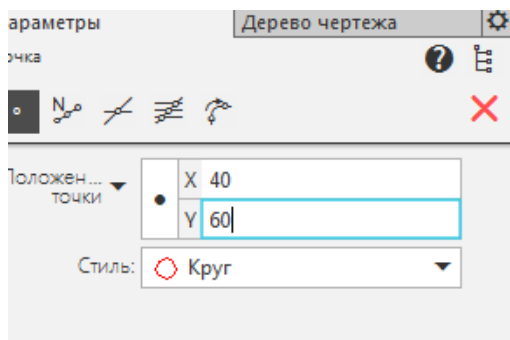 араметры Дерево чертежа
очка
N
Положен...
точки
X 40
Y 60
Стиль: Круг